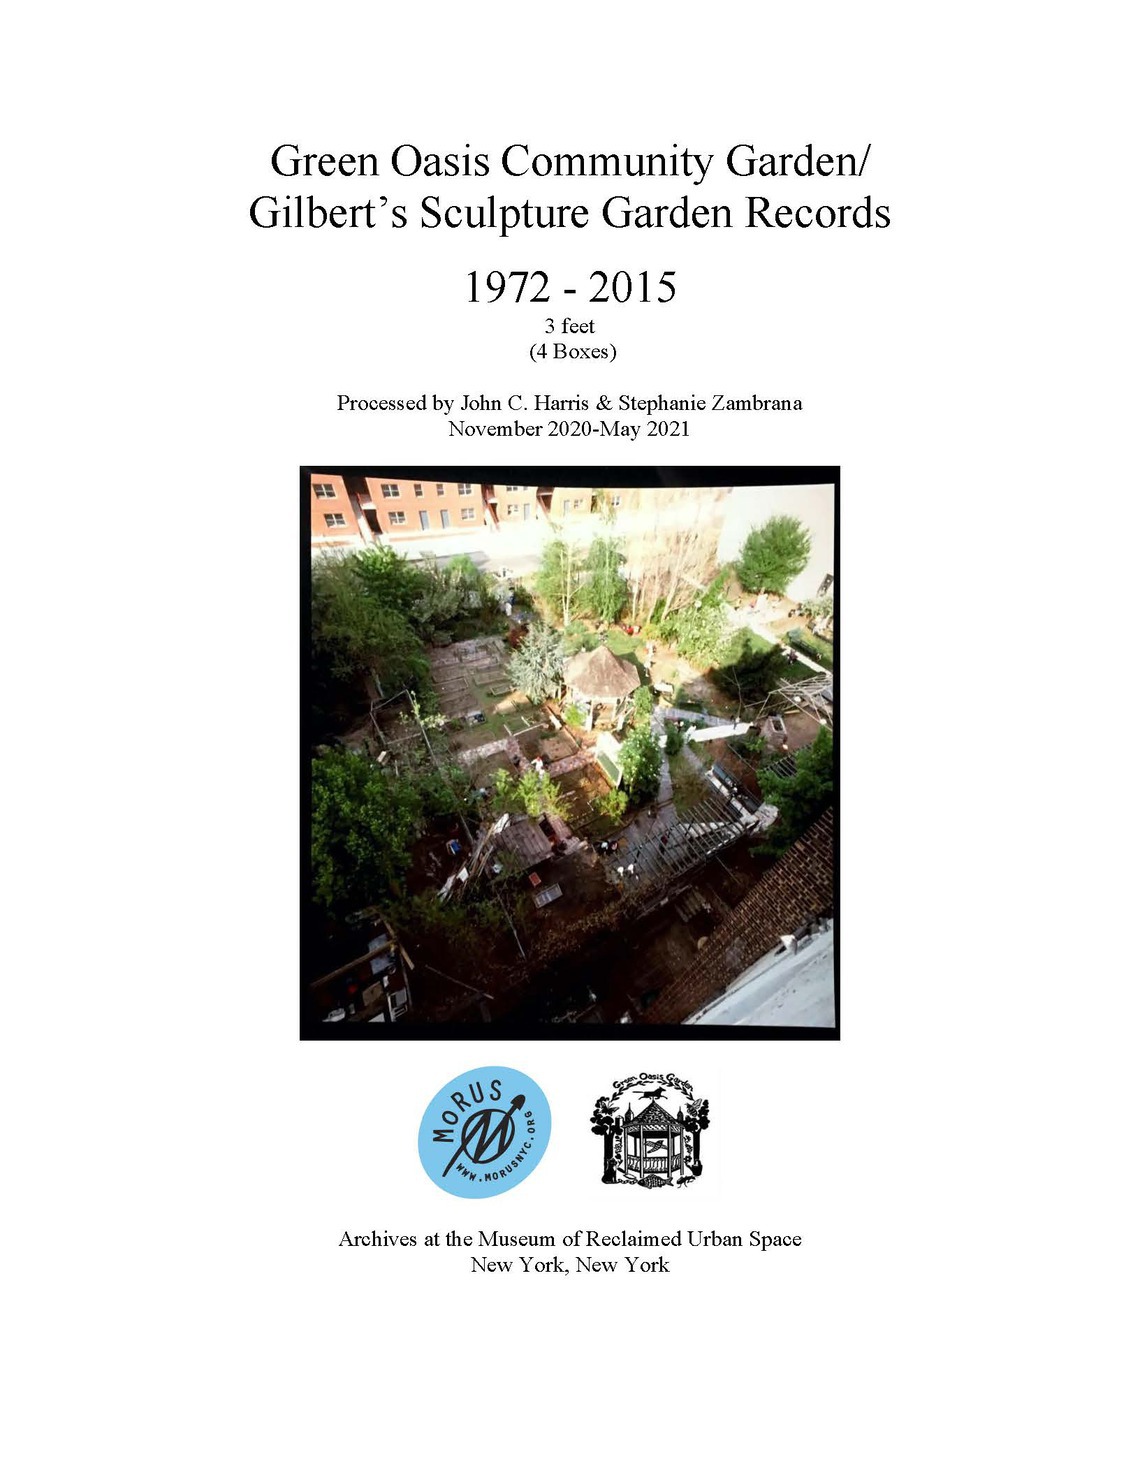 Green Oasis Community Garden/
Gilbert’s Sculpture Garden Records
1972 - 2015
3 feet
(4 Boxes)
Processed by John C. Harris & Stephanie Zambrana
November 2020-May 2021
MORUS
WWW.MORUSNYC.ORG
Green Oasis Garden
Archives at the Museum of Reclaimed Urban Space
New York, New York